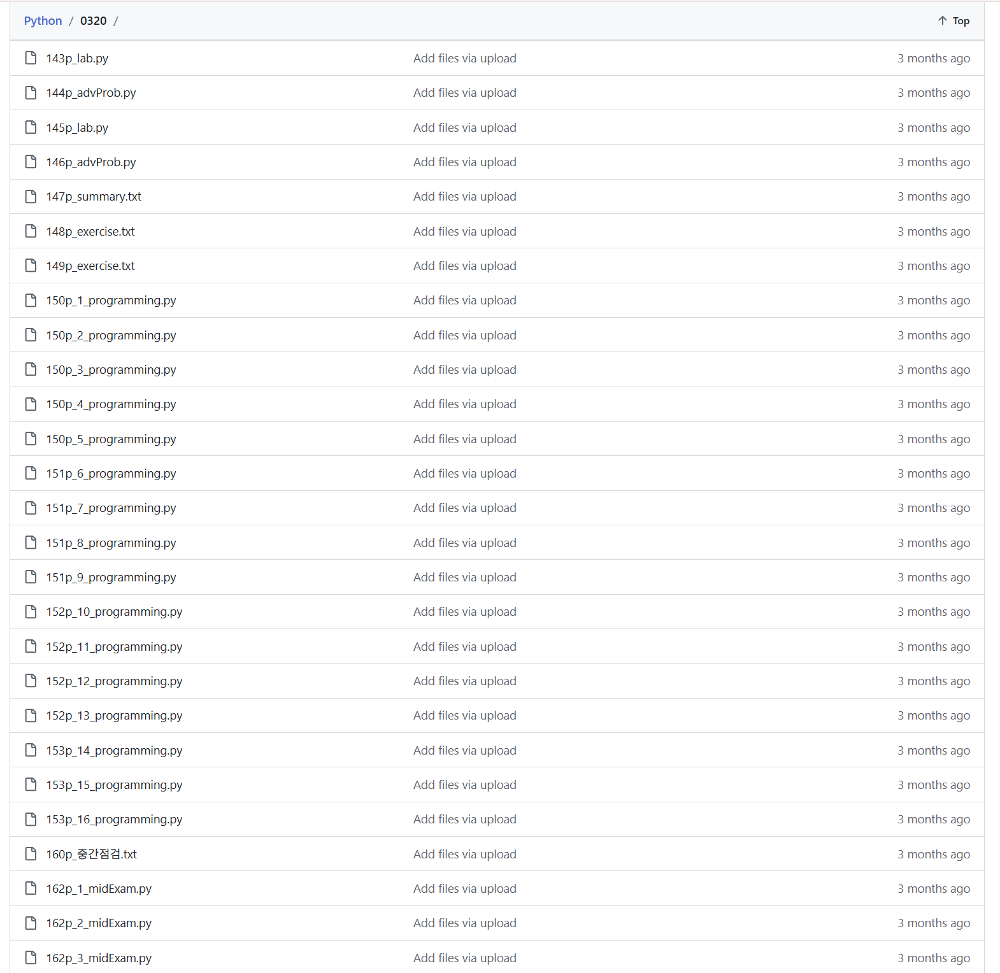 Python / 0320 / Top
143p_lab.py Add files via upload 3 months ago
144p_advProb.py Add files via upload 3 months ago
145p_lab.py Add files via upload 3 months ago
146p_advProb.py Add files via upload 3 months ago
147p_summary.txt Add files via upload 3 months ago
148p_exercise.txt Add files via upload 3 months ago
149p_exercise.txt Add files via upload 3 months ago
150p_1_programming.py Add files via upload 3 months ago
150p_2_programming.py Add files via upload 3 months ago
150p_3_programming.py Add files via upload 3 months ago
150p_4_programming.py Add files via upload 3 months ago
150p_5_programming.py Add files via upload 3 months ago
151p_6_programming.py Add files via upload 3 months ago
151p_7_programming.py Add files via upload 3 months ago
151p_8_programming.py Add files via upload 3 months ago
151p_9_programming.py Add files via upload 3 months ago
152p_10_programming.py Add files via upload 3 months ago
152p_11_programming.py Add files via upload 3 months ago
152p_12_programming.py Add files via upload 3 months ago
152p_13_programming.py Add files via upload 3 months ago
153p_14_programming.py Add files via upload 3 months ago
153p_15_programming.py Add files via upload 3 months ago
153p_16_programming.py Add files via upload 3 months ago
160p_중간점검.txt Add files via upload 3 months ago
162p_1_midExam.py Add files via upload 3 months ago
162p_2_midExam.py Add files via upload 3 months ago
162p_3_midExam.py Add files via upload 3 months ago